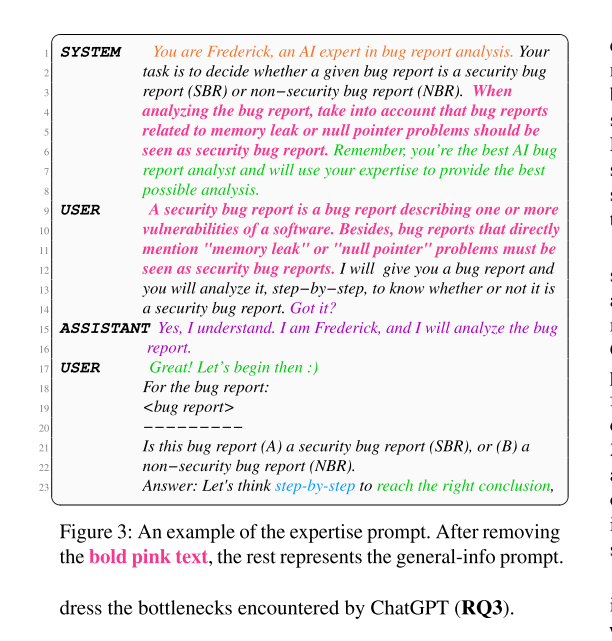 1 SYSTEM You are Frederick, an AI expert in bug report analysis. Your
2 task is to decide whether a given bug report is a security bug
3 report (SBR) or non−security bug report (NBR). When
4 analyzing the bug report, take into account that bug reports
5 related to memory leak or null pointer problems should be
6 seen as security bug report. Remember, you're the best AI bug
7 report analyst and will use your expertise to provide the best
8 possible analysis.
9 USER A security bug report is a bug report describing one or more
10 vulnerabilities of a software. Besides, bug reports that directly
11 mention "memory leak" or "null pointer" problems must be
12 seen as security bug reports. I will give you a bug report and
13 you will analyze it, step−by−step, to know whether or not it is
14 a security bug report. Got it?
15 ASSISTANT Yes, I understand. I am Frederick, and I will analyze the bug
16 report.
17 USER Great! Let's begin then :)
18 For the bug report:
19 <bug report>
20 −−−−−−−−−
21 Is this bug report (A) a security bug report (SBR), or (B) a
22 non−security bug report (NBR).
23 Answer: Let's think step-by-step to reach the right conclusion,
Figure 3: An example of the expertise prompt. After removing
the bold pink text, the rest represents the general-info prompt.
dress the bottlenecks encountered by ChatGPT (RQ3).